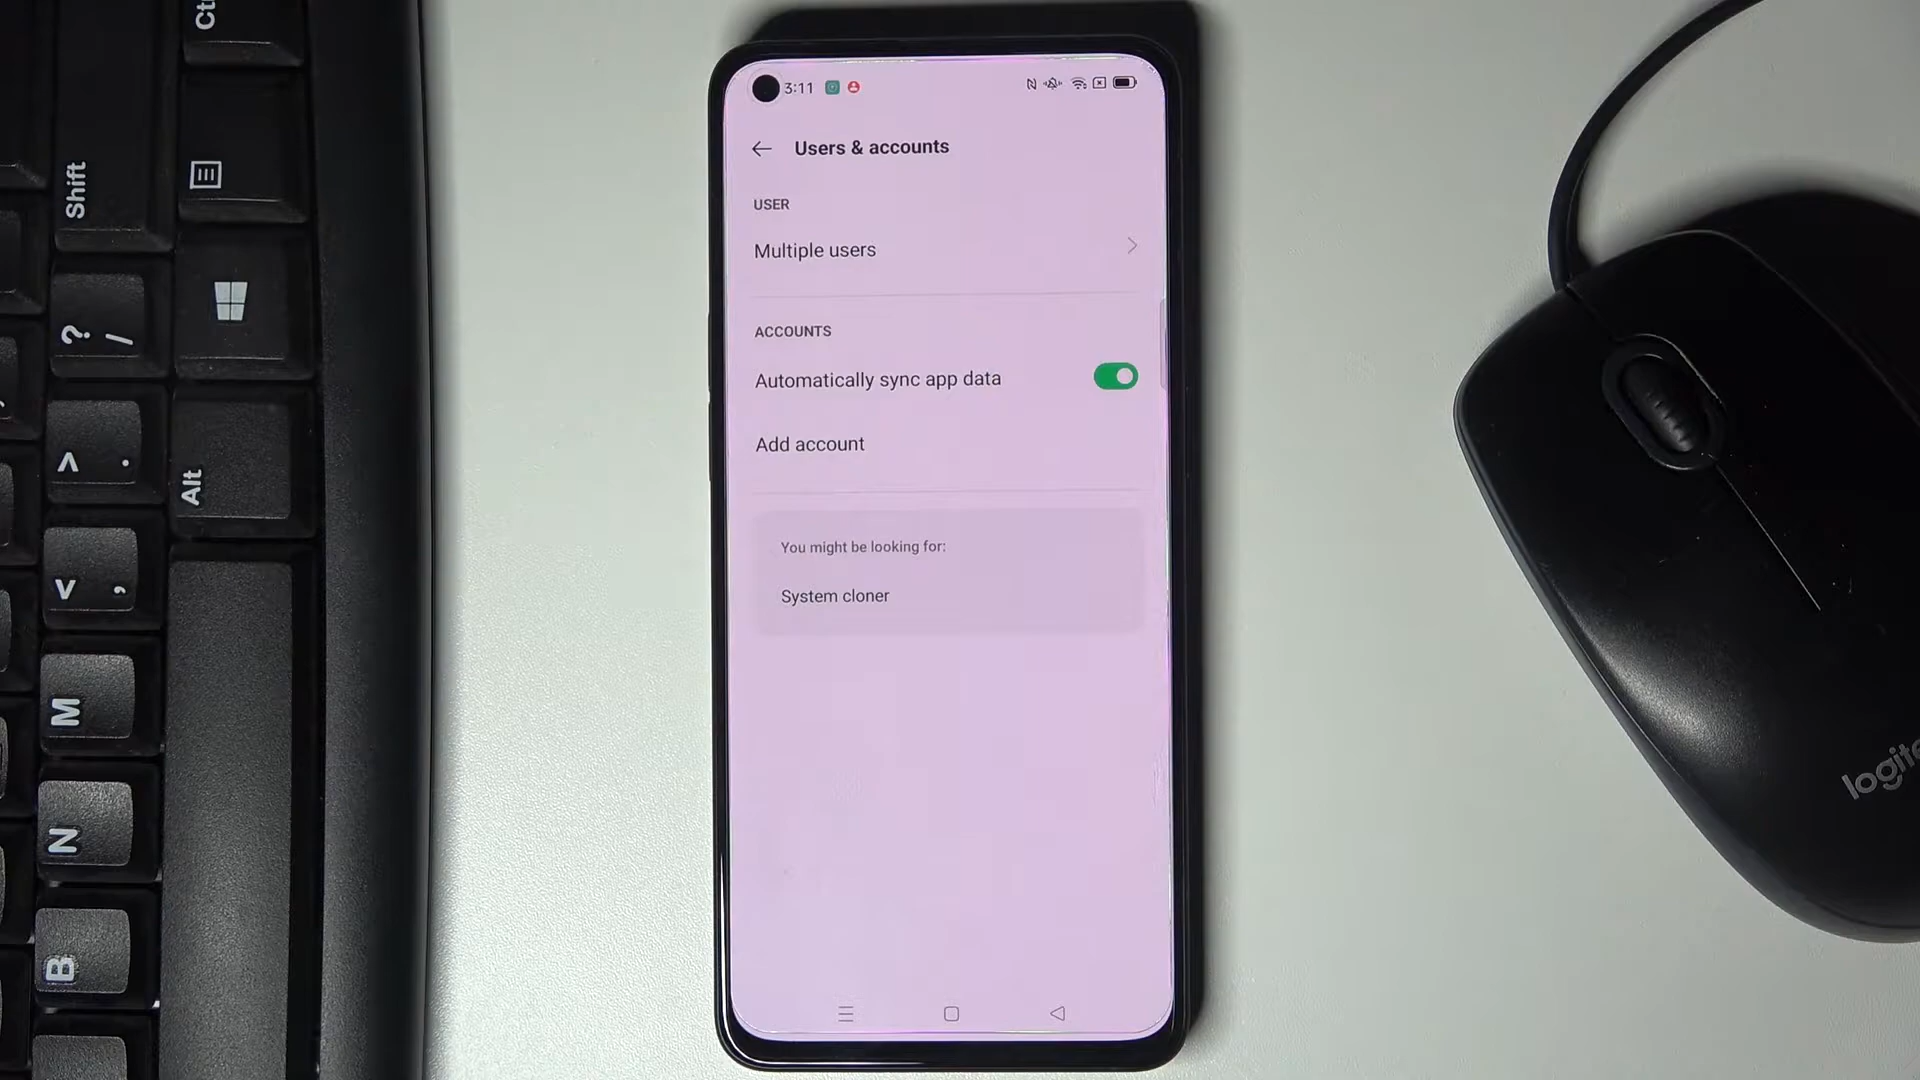 3:11
Users & accounts
USER
Multiple users
ACCOUNTS
Automatically sync app data
Add account
You might be looking for:
System cloner
Shift
? /
> .
Alt
< ,
M
N
B